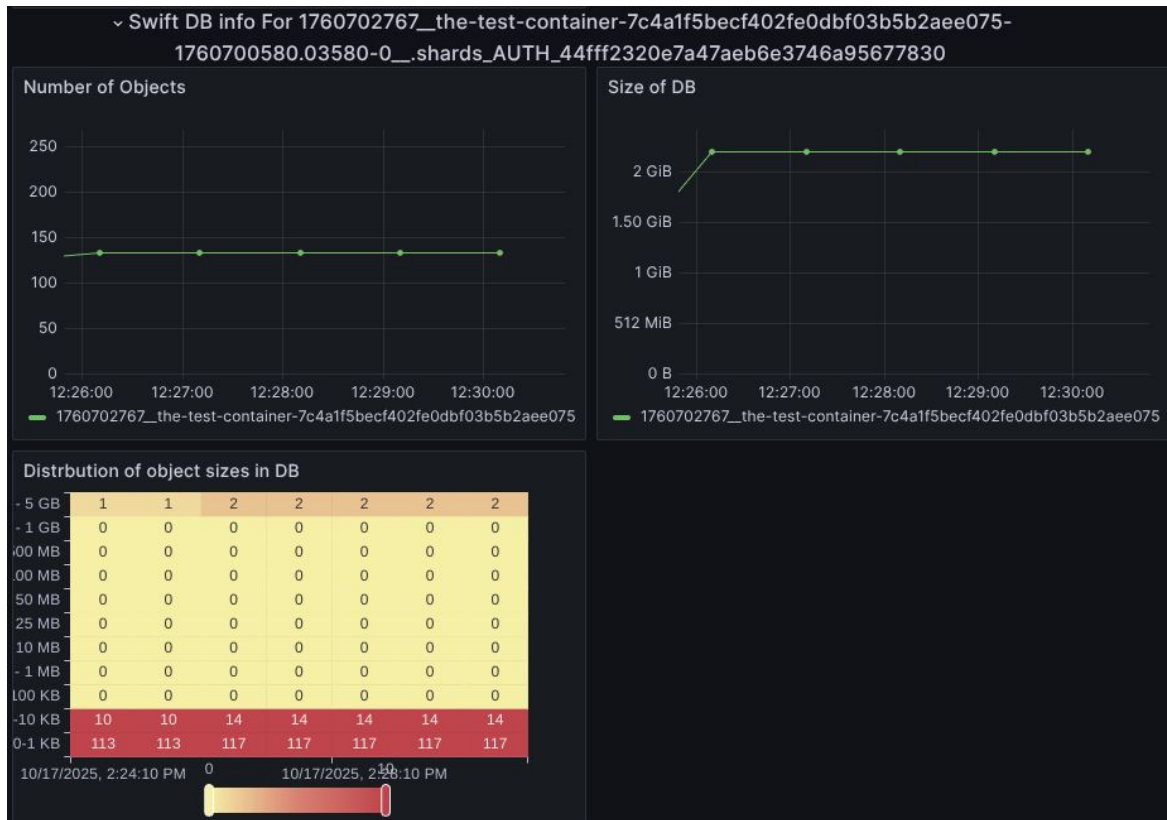 Swift DB info For 1760702767__the-test-container-7c4a1f5becf402fe0dbf03b5b2aee075-
1760700580.03580-0__.shards_AUTH_44fff2320e7a47aeb6e3746a95677830
Number of Objects
250
200
150
100
50
0
12:26:00 12:27:00 12:28:00 12:29:00 12:30:00
1760702767__the-test-container-7c4a1f5becf402fe0dbf03b5b2aee075
Size of DB
2 GiB
1.50 GiB
1 GiB
512 MiB
0 B
12:26:00 12:27:00 12:28:00 12:29:00 12:30:00
1760702767__the-test-container-7c4a1f5becf402fe0dbf03b5b2aee075
Distrbution of object sizes in DB
- 5 GB 1 1 2 2 2 2 2
- 1 GB 0 0 0 0 0 0 0
00 MB 0 0 0 0 0 0 0
00 MB 0 0 0 0 0 0 0
50 MB 0 0 0 0 0 0 0
25 MB 0 0 0 0 0 0 0
10 MB 0 0 0 0 0 0 0
- 1 MB 0 0 0 0 0 0 0
100 KB 0 0 0 0 0 0 0
-10 KB 10 10 14 14 14 14 14
0-1 KB 113 113 117 117 117 117 117
10/17/2025, 2:24:10 PM 0 10/17/2025, 2:28:10 PM